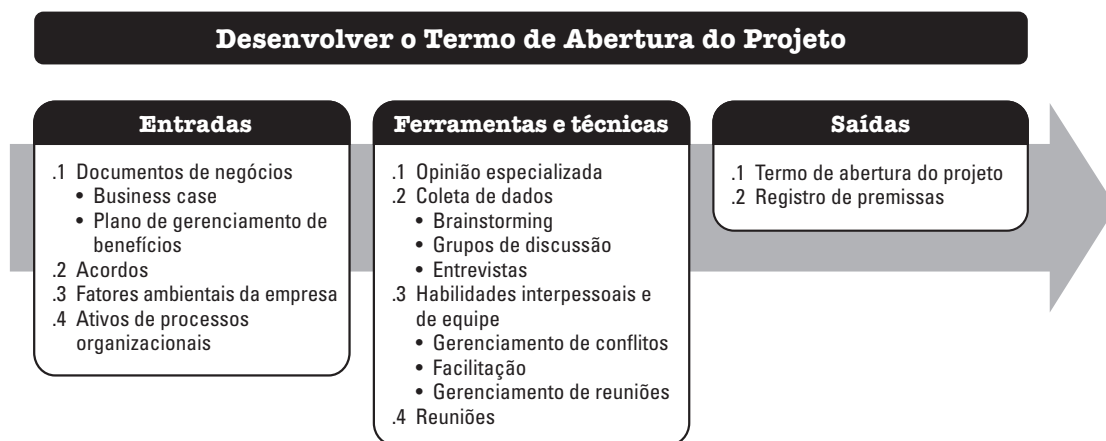 Desenvolver o Termo de Abertura do Projeto
Entradas
.1 Documentos de negócios
• Business case
• Plano de gerenciamento de
benefícios
.2 Acordos
.3 Fatores ambientais da empresa
.4 Ativos de processos
organizacionais
Ferramentas e técnicas
.1 Opinião especializada
.2 Coleta de dados
• Brainstorming
• Grupos de discussão
• Entrevistas
.3 Habilidades interpessoais e
de equipe
• Gerenciamento de conflitos
• Facilitação
• Gerenciamento de reuniões
.4 Reuniões
Saídas
.1 Termo de abertura do projeto
.2 Registro de premissas